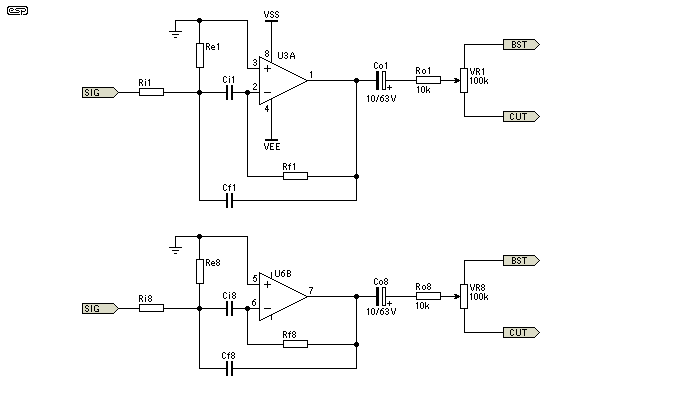 esp
VSS
Re1
U3A
8
3
+
Co1
Ro1
VR1
100k
BST
SIG
Ri1
Ci1
2
−
1
+
10/63V
10k
4
CUT
VEE
Rf1
Cf1
Re8
U6B
5
+
Co8
Ro8
VR8
100k
BST
SIG
Ri8
Ci8
6
−
7
+
10/63V
10k
CUT
Rf8
Cf8